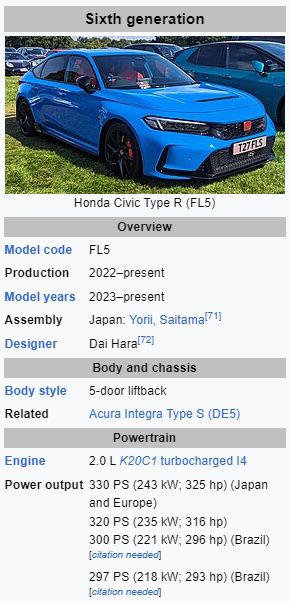 Sixth generation
T27 FLS
Honda Civic Type R (FL5)
Overview
Model code FL5
Production 2022–present
Model years 2023–present
Assembly Japan: Yorii, Saitama[71]
Designer Dai Hara[72]
Body and chassis
Body style 5-door liftback
Related Acura Integra Type S (DE5)
Powertrain
Engine 2.0 L K20C1 turbocharged I4
Power output 330 PS (243 kW; 325 hp) (Japan
and Europe)
320 PS (235 kW; 316 hp)
300 PS (221 kW; 296 hp) (Brazil)
[citation needed]
297 PS (218 kW; 293 hp) (Brazil)
[citation needed]